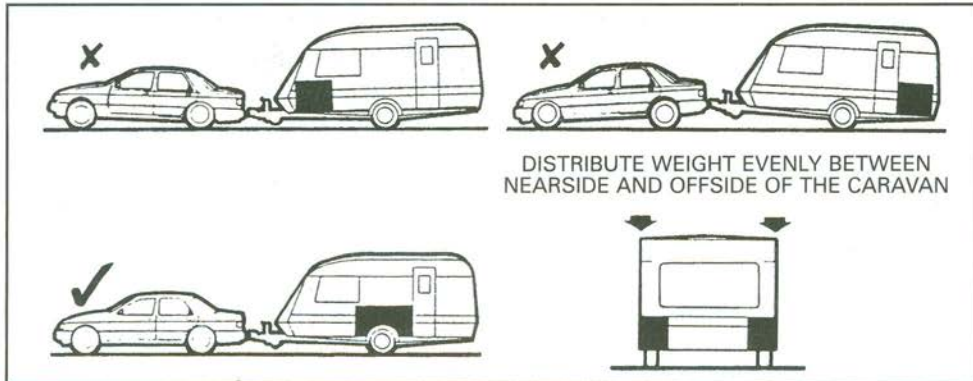 DISTRIBUTE WEIGHT EVENLY BETWEEN
NEARSIDE AND OFFSIDE OF THE CARAVAN